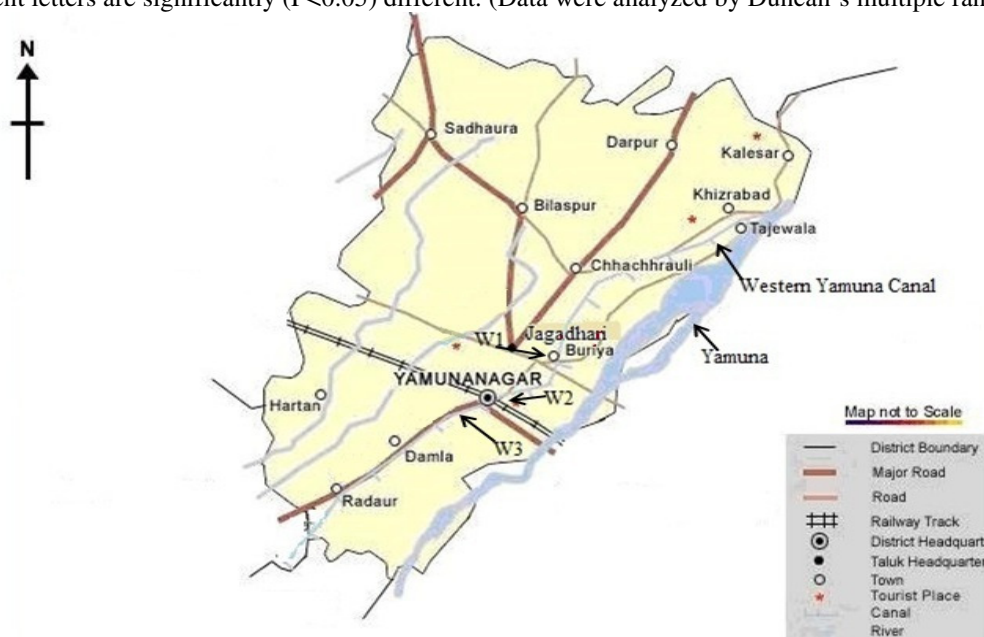 ent letters are significantly (P<0.05) different. (Data were analyzed by Duncan's multiple ran
N
Sadhaura
Darpur
Kalesar
Khizrabad
Bilaspur
Tajewala
Chhachhrauli
Western Yamuna Canal
W1
Jagadhari
Buriya
Yamuna
YAMUNANAGAR
W2
Hartan
Map not to Scale
W3
Damla
District Boundary
Major Road
Radaur
Road
Railway Track
District Headquart
Taluk Headquarter
Town
Tourist Place
Canal
River